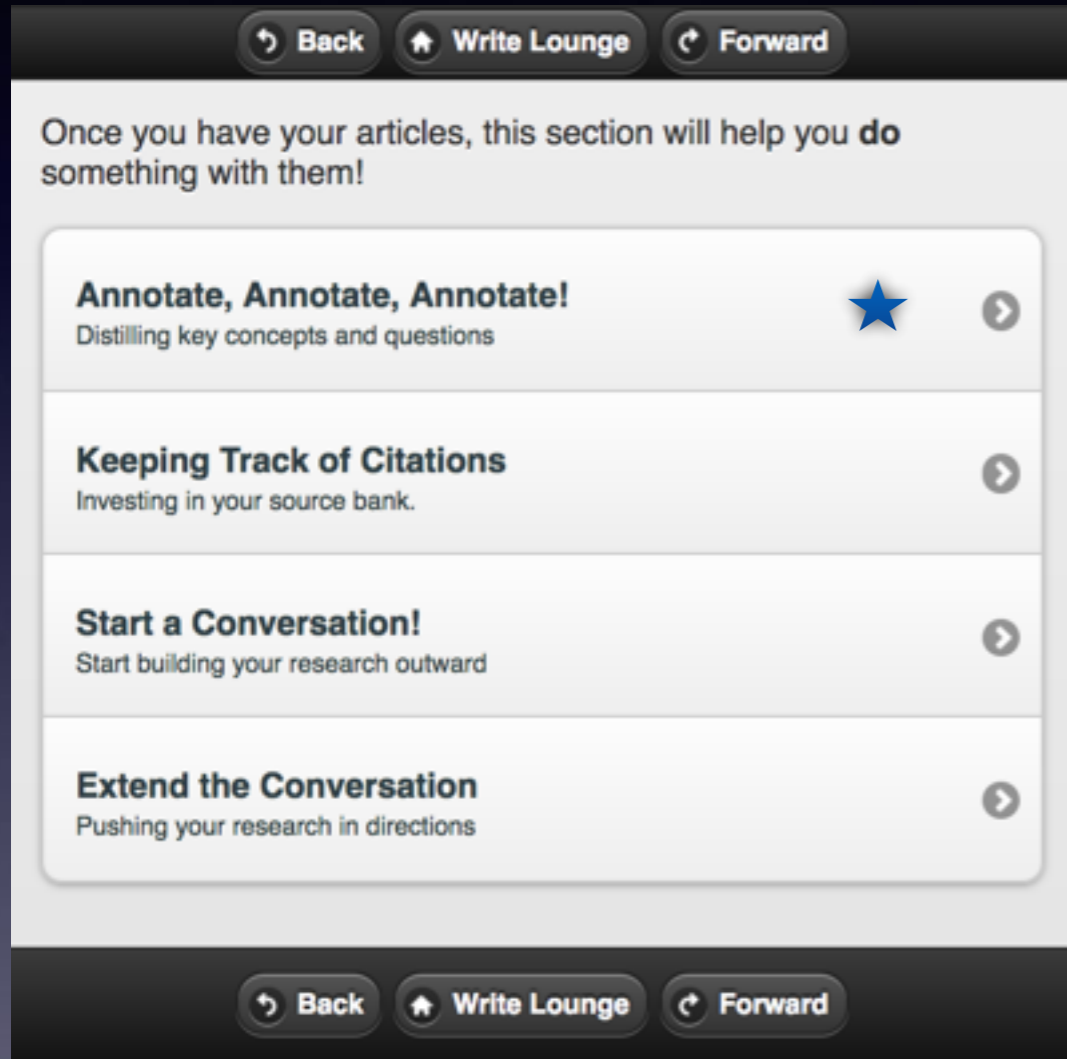 Back Write Lounge Forward
Once you have your articles, this section will help you do
something with them!
Annotate, Annotate, Annotate!
Distilling key concepts and questions
Keeping Track of Citations
Investing in your source bank.
Start a Conversation!
Start building your research outward
Extend the Conversation
Pushing your research in directions
Back Write Lounge Forward